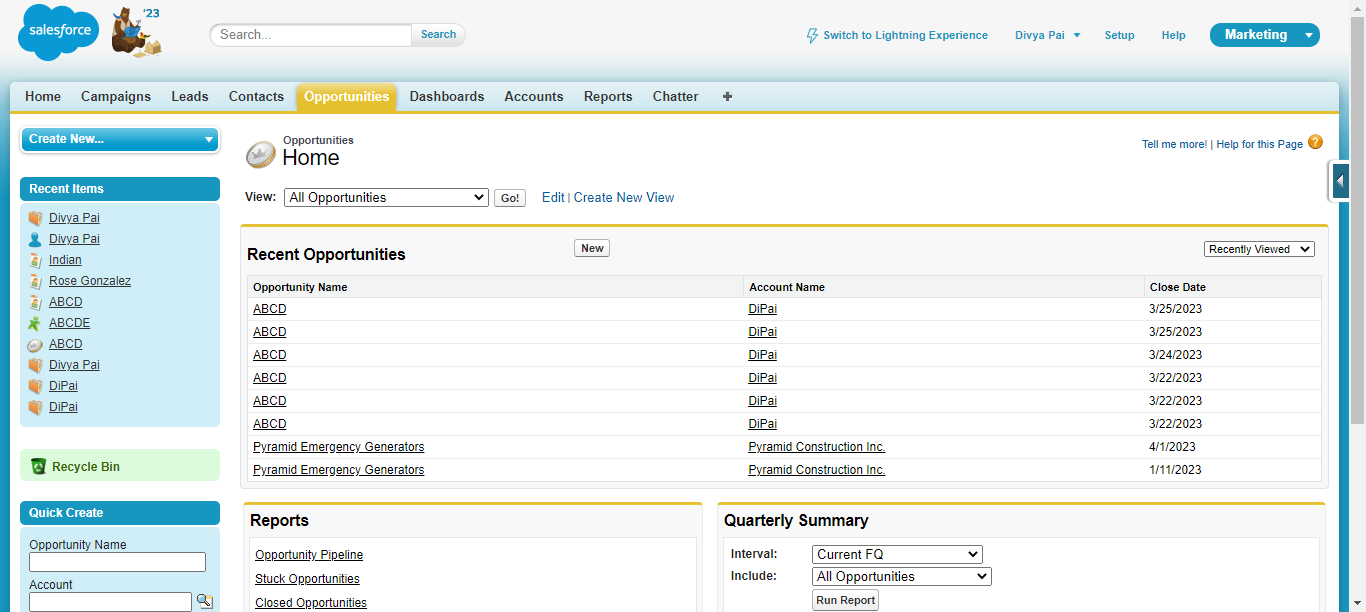 salesforce
'23
Search...
Search
Switch to Lightning Experience
Divya Pai
Setup
Help
Marketing
Home Campaigns Leads Contacts Opportunities Dashboards Accounts Reports Chatter +
Create New...
Recent Items
Divya Pai
Divya Pai
Indian
Rose Gonzalez
ABCD
ABCDE
ABCD
Divya Pai
DiPai
DiPai
Recycle Bin
Quick Create
Opportunity Name
Account
Opportunities
Home
Tell me more! | Help for this Page ?
View: All Opportunities Go! Edit | Create New View
Recent Opportunities New Recently Viewed
Opportunity Name Account Name Close Date
ABCD DiPai 3/25/2023
ABCD DiPai 3/25/2023
ABCD DiPai 3/24/2023
ABCD DiPai 3/22/2023
ABCD DiPai 3/22/2023
ABCD DiPai 3/22/2023
Pyramid Emergency Generators Pyramid Construction Inc. 4/1/2023
Pyramid Emergency Generators Pyramid Construction Inc. 1/11/2023
Reports
Opportunity Pipeline
Stuck Opportunities
Closed Opportunities
Quarterly Summary
Interval: Current FQ
Include: All Opportunities
Run Report